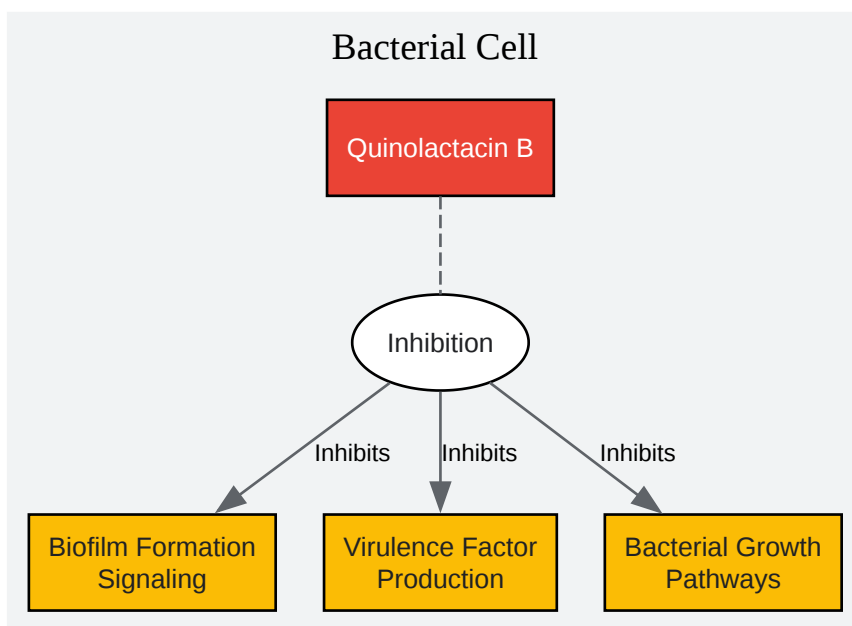 Bacterial Cell
Quinolactacin B
Inhibition
Inhibits
Inhibits
Inhibits
Biofilm Formation
Signaling
Virulence Factor
Production
Bacterial Growth
Pathways